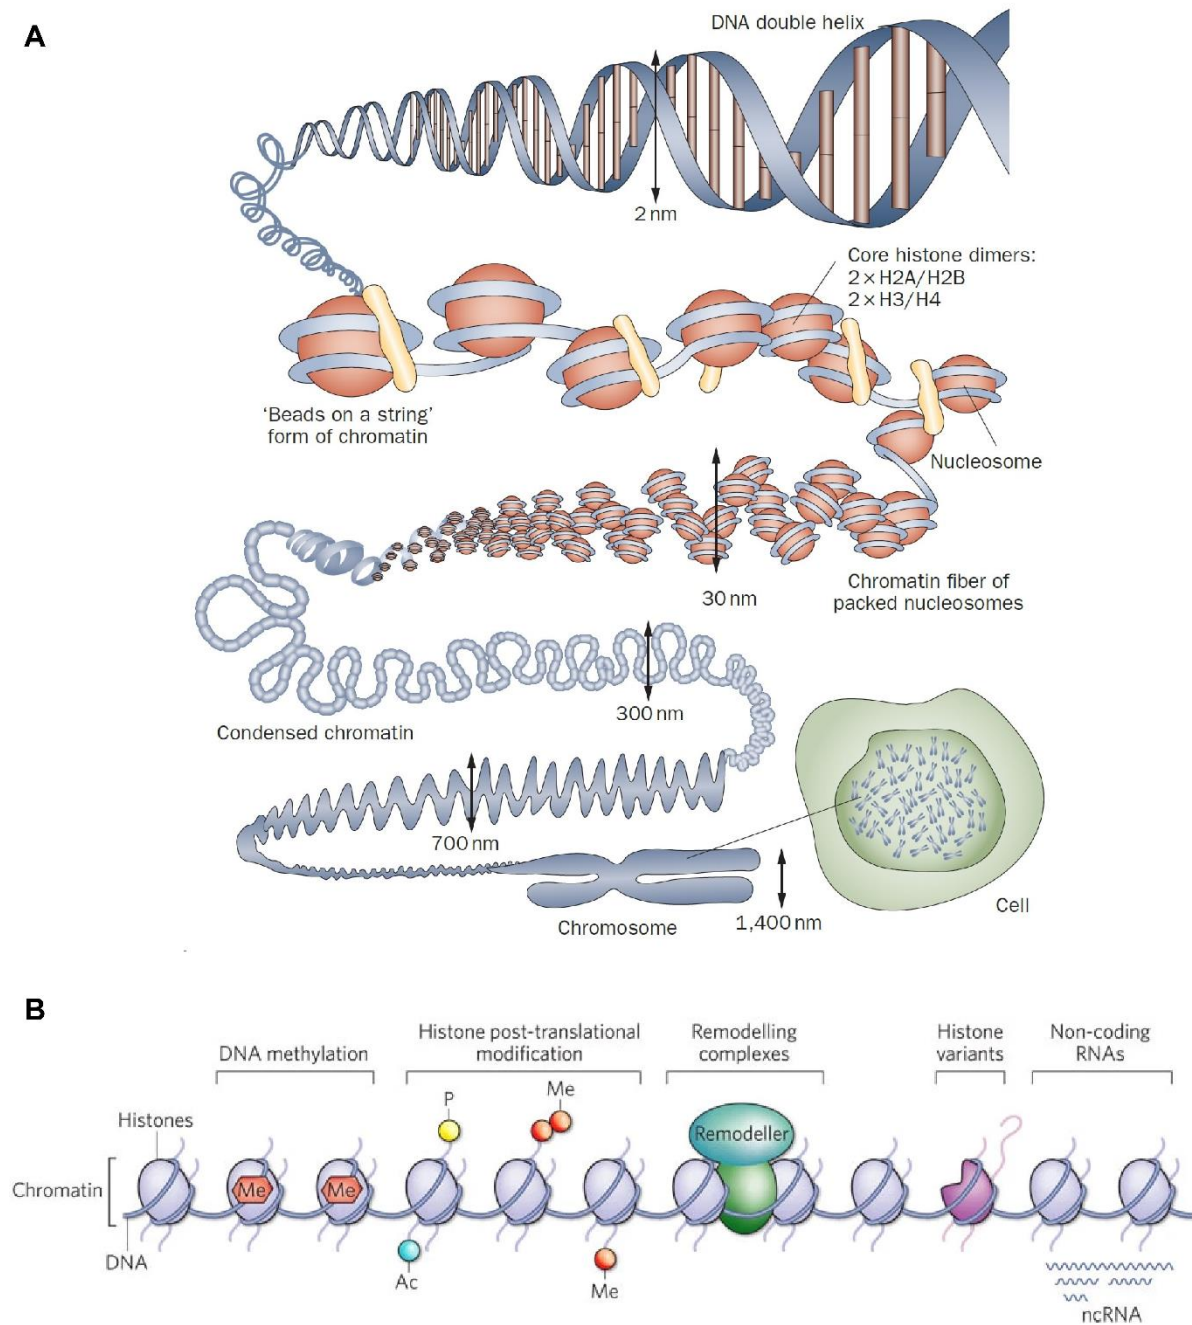 A
DNA double helix
2 nm
Core histone dimers:
2 × H2A/H2B
2 × H3/H4
'Beads on a string'
form of chromatin
Nucleosome
30 nm
Chromatin fiber of
packed nucleosomes
300 nm
Condensed chromatin
700 nm
Chromosome
1,400 nm
Cell
B
DNA methylation
Histone post-translational
modification
Remodelling
complexes
Histone
variants
Non-coding
RNAs
Histones
P
Me
Remodeller
Chromatin
Me
Me
DNA
Ac
Me
ncRNA